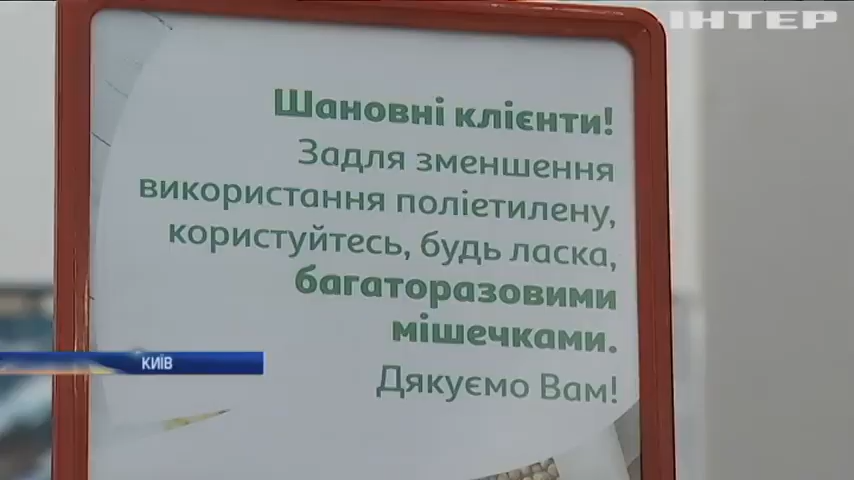 ІНТЕР
Шановні клієнти!
Задля зменшення
використання поліетилену,
користуйтесь, будь ласка,
багаторазовими
мішечками.
Дякуємо Вам!
КИЇВ